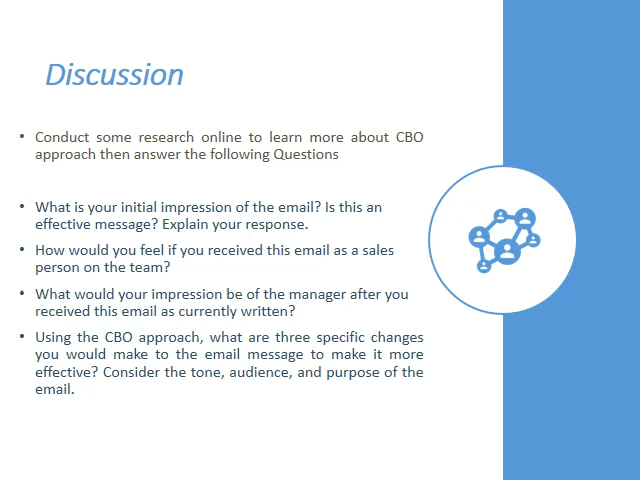 Discussion
• Conduct some research online to learn more about CBO
approach then answer the following Questions
• What is your initial impression of the email? Is this an
effective message? Explain your response.
• How would you feel if you received this email as a sales
person on the team?
• What would your impression be of the manager after you
received this email as currently written?
• Using the CBO approach, what are three specific changes
you would make to the email message to make it more
effective? Consider the tone, audience, and purpose of the
email.